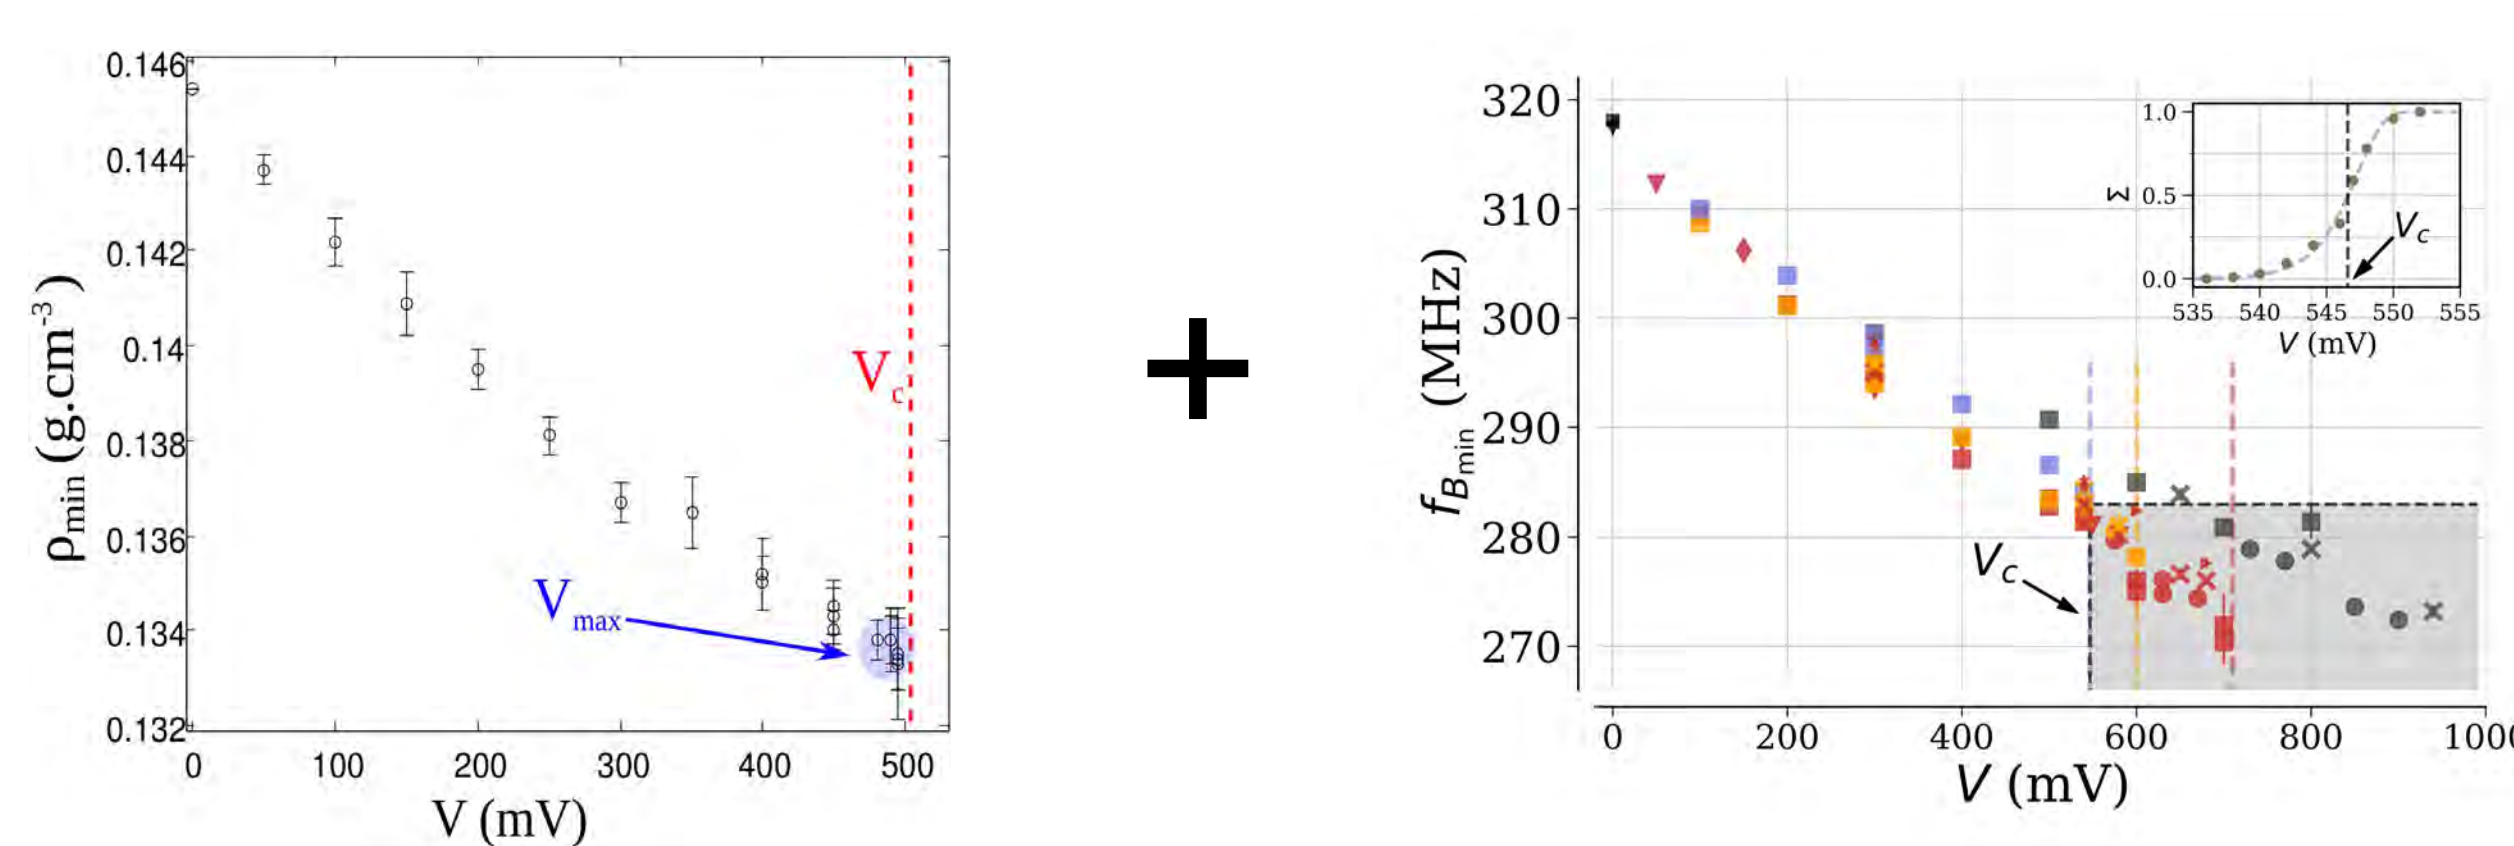 0.146
0.144
0.142
0.14
0.138
0.136
0.134
0.132
ρmin (g.cm-3)
0 100 200 300 400 500
V (mV)
Vc
Vmax
+
320
310
300
290
280
270
fBmin (MHz)
0 200 400 600 800 1000
V (mV)
Vc
1.0
0.5
0.0
Σ
535 540 545 550 555
V (mV)
Vc